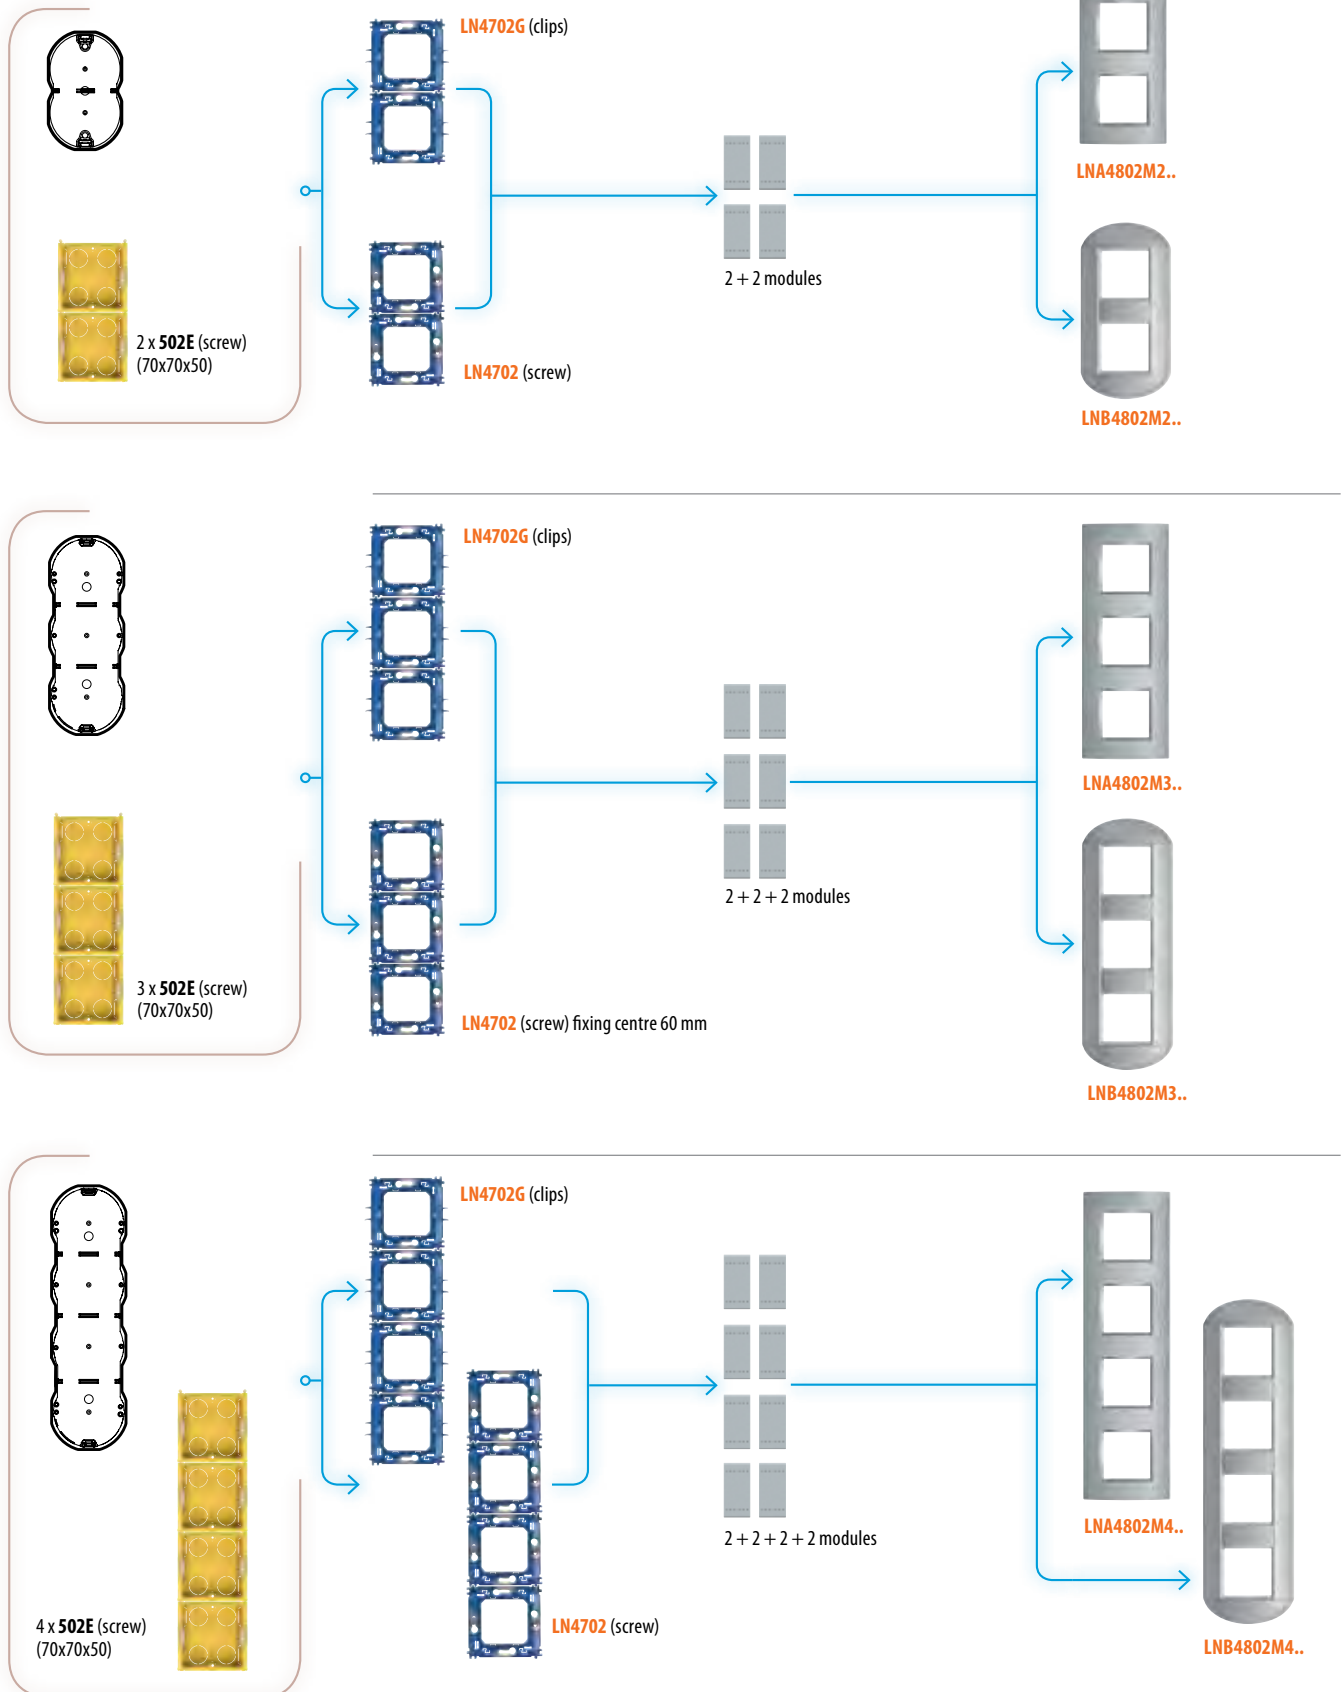 LN4702G (clips)
LNA4802M2..
2 + 2 modules
2 x 502E (screw)
(70x70x50)
LN4702 (screw)
LNB4802M2..
LN4702G (clips)
LNA4802M3..
2 + 2 + 2 modules
3 x 502E (screw)
(70x70x50)
LN4702 (screw) fixing centre 60 mm
LNB4802M3..
LN4702G (clips)
LNA4802M4..
2 + 2 + 2 + 2 modules
4 x 502E (screw)
(70x70x50)
LN4702 (screw)
LNB4802M4..